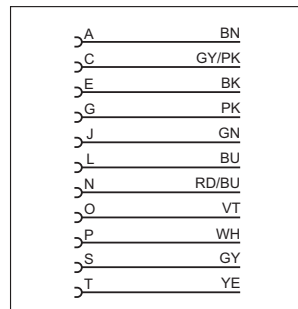 A BN
C GY/PK
E BK
G PK
J GN
L BU
N RD/BU
O VT
P WH
S GY
T YE